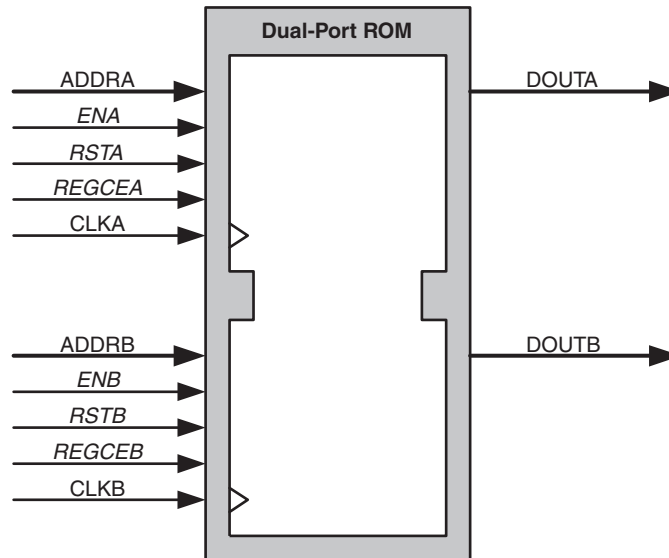 Dual-Port ROM
ADDRA
DOUTA
ENA
RSTA
REGCEA
CLKA
ADDRB
DOUTB
ENB
RSTB
REGCEB
CLKB